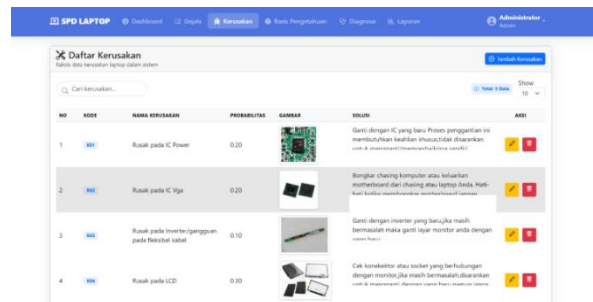 SPD LAPTOP Dashboard Gejala Kerusakan Basis Pengetahuan Diagnosa Laporan Administrator
Admin
Daftar Kerusakan
Kelola data kerusakan laptop dalam sistem
Tambah Kerusakan
Cari kerusakan..
Total: 5 Data
Show
10
NO KODE NAMA KERUSAKAN PROBABILITAS GAMBAR SOLUSI AKSI
1 K01 Rusak pada IC Power 0.20
Ganti dengan IC yang baru Proses penggantian ini
membutuhkan keahlian khusus,tidak disarankan
2 K02 Rusak pada IC Vga 0.20
Bongkar chasing komputer atau keluarkan
motherboard dari chasing atau laptop Anda. Hati-
3 Rusak pada Inverter/gangguan
pada fleksibel kabel
0.10
Ganti dengan inverter yang baru,jika masih
bermasalah maka ganti layar monitor anda dengan
yang baru
4 K04 Rusak pada LCD 0.30
Cek konekektor atau socket yang berhubungan
dengan monitor,jika masih bermasalah,disarankan